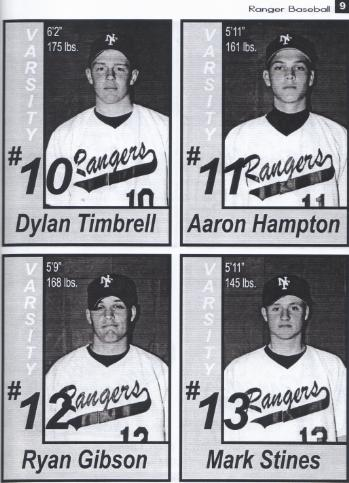 Ranger Baseball 9
VARSITY
6'2"
175 lbs.
Rangers
10
#10
Dylan Timbrell
VARSITY
5'11"
161 lbs.
Rangers
11
#11
Aaron Hampton
VARSITY
5'9"
168 lbs.
Rangers
12
#12
Ryan Gibson
VARSITY
5'11"
145 lbs.
Rangers
13
#13
Mark Stines